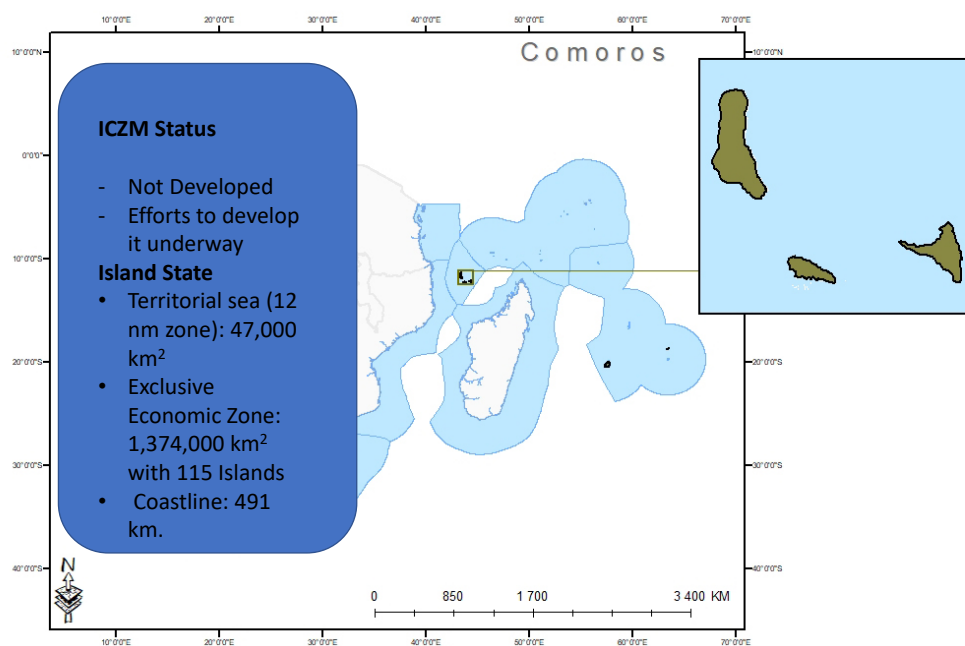 10°0'0"E 20°0'0"E 30°0'0"E 40°0'0"E 50°0'0"E 60°0'0"E 70°0'0"E
10°0'0"N 10°0'0"N
Comoros
ICZM Status
- Not Developed
- Efforts to develop
it underway
Island State
• Territorial sea (12
nm zone): 47,000
km²
• Exclusive
Economic Zone:
1,374,000 km²
with 115 Islands
• Coastline: 491
km.
0°0'0"
10°0'0"S
20°0'0"S 20°0'0"S
30°0'0"S 30°0'0"S
40°0'0"S 40°0'0"S
N
0 850 1 700 3 400 KM
10°0'0"E 20°0'0"E 30°0'0"E 40°0'0"E 50°0'0"E 60°0'0"E 70°0'0"E